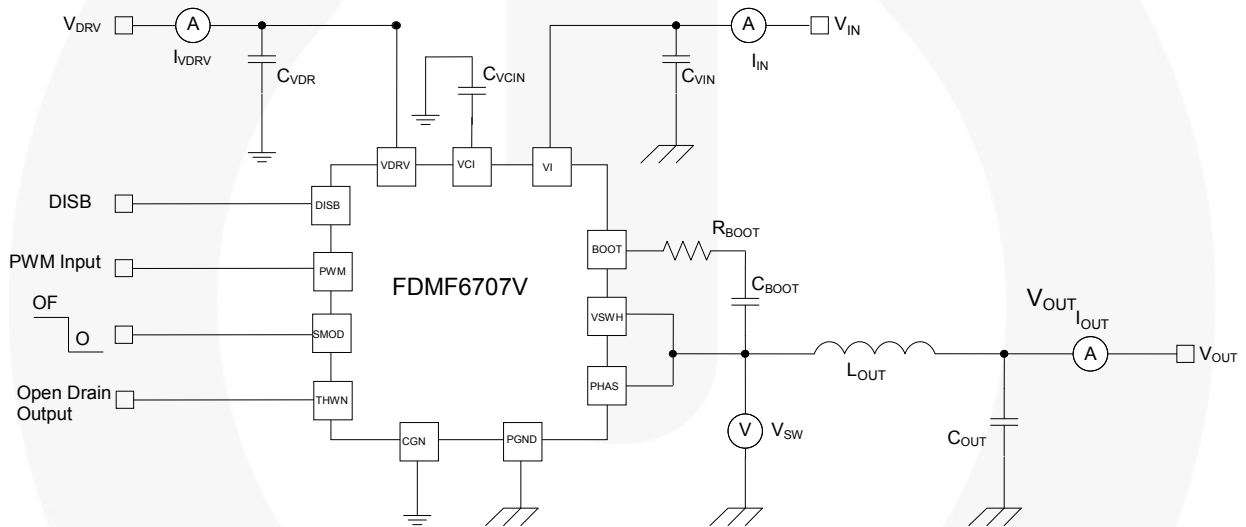 VDRV
A
IVDRV
CVDR
CVCIN
CVIN
A
IIN
VIN
VDRV
VCI
VI
DISB
DISB
PWM Input
PWM
OF
O
SMOD
Open Drain
Output
THWN
CGN
PGND
FDMF6707V
BOOT
VSWH
PHAS
RBOOT
CBOOT
V
VSW
LOUT
COUT
VOUT
IOUT
A
VOUT